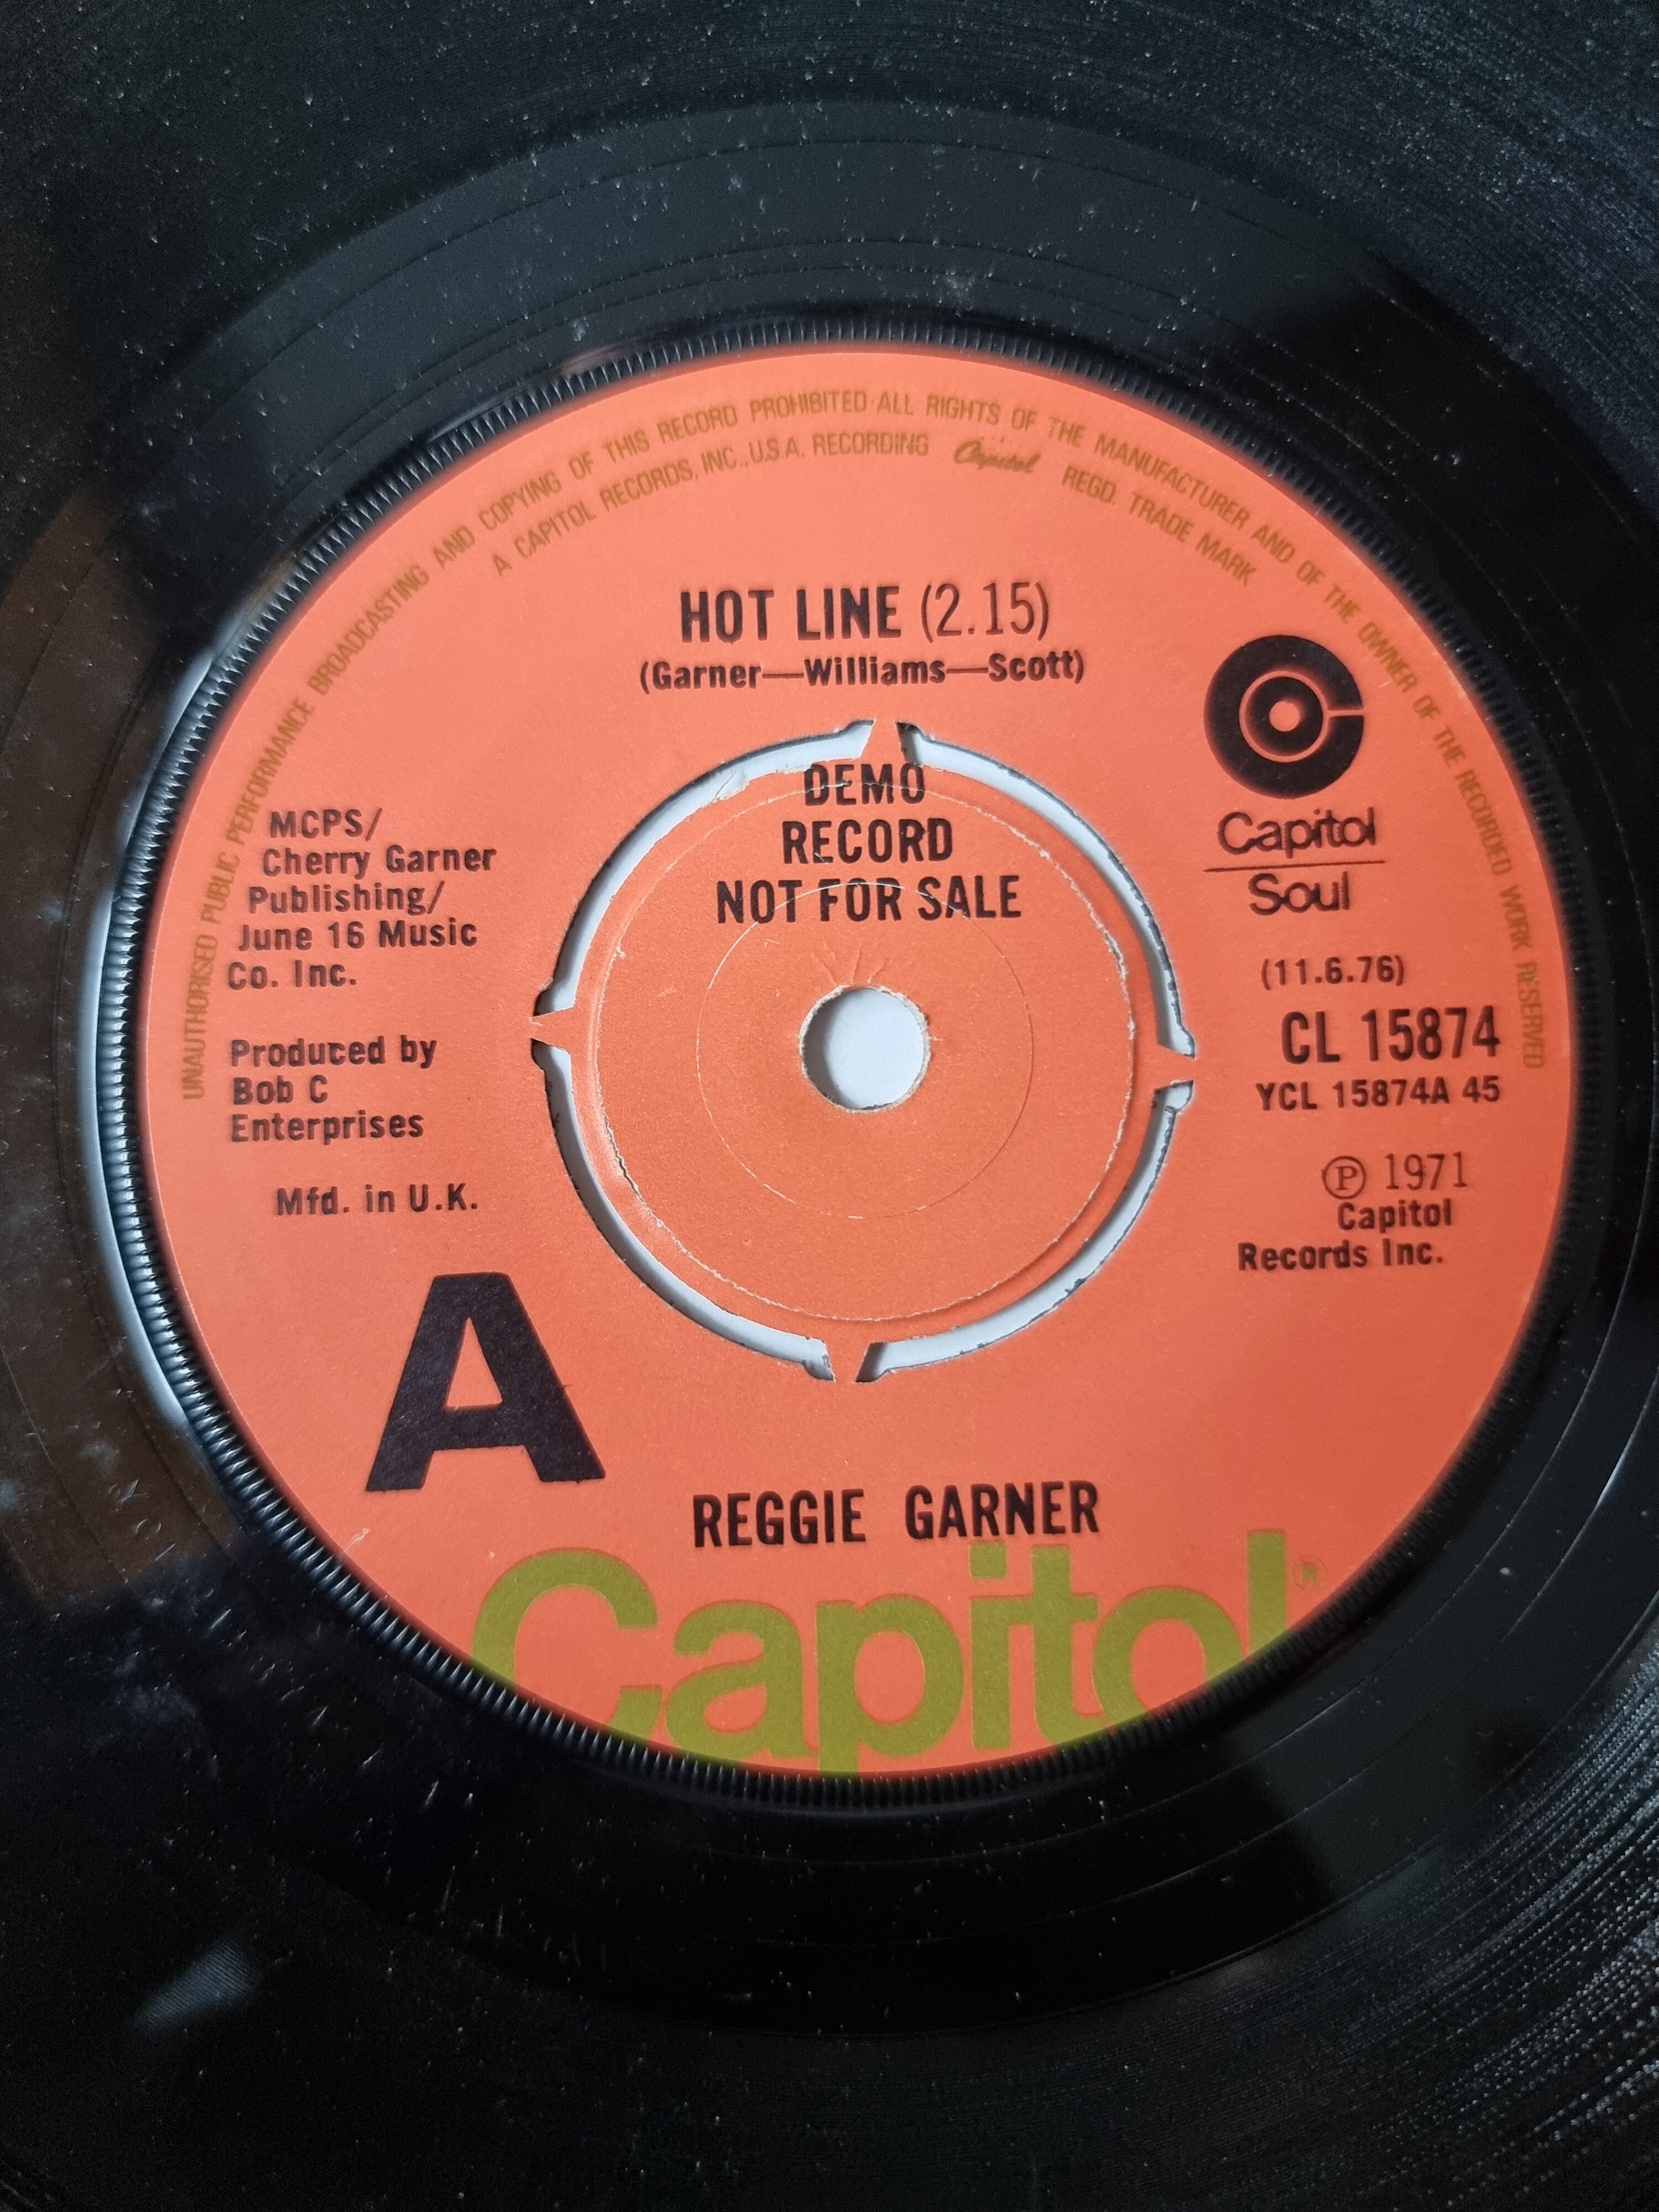 UNAUTHORISED PUBLIC PERFORMANCE BROADCASTING AND COPYING OF THIS RECORD PROHIBITED·ALL RIGHTS OF THE MANUFACTURER AND OF THE OWNER OF THE RECORDED WORK RESERVED
A CAPITOL RECORDS, INC., U.S.A. RECORDING Capitol REGD. TRADE MARK
HOT LINE (2.15)
(Garner—Williams—Scott)
DEMO
RECORD
NOT FOR SALE
MCPS/
Cherry Garner
Publishing/
June 16 Music
Co. Inc.
Produced by
Bob C
Enterprises
Mfd. in U.K.
A
Capitol
Soul
(11.6.76)
CL 15874
YCL 15874A 45
Ⓟ 1971
Capitol
Records Inc.
REGGIE GARNER
Capitol®